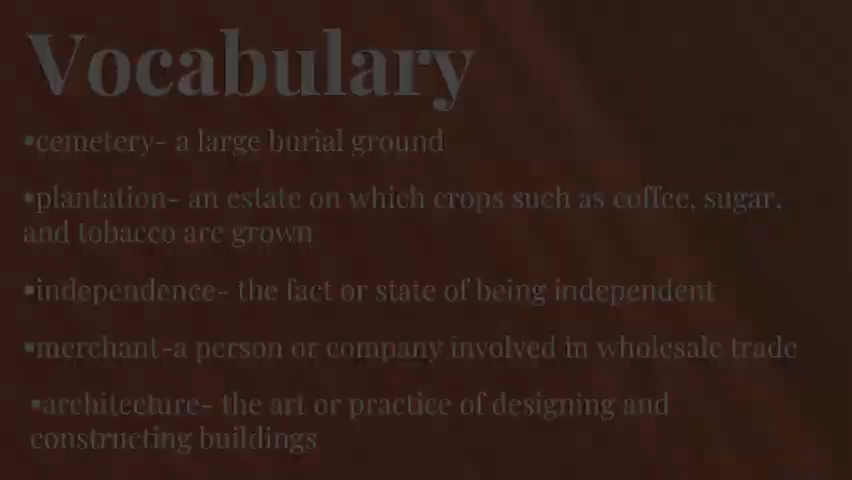 Vocabulary
▪cemetery- a large burial ground
▪plantation- an estate on which crops such as coffee, sugar,
and tobacco are grown
▪independence- the fact or state of being independent
▪merchant-a person or company involved in wholesale trade
▪architecture- the art or practice of designing and
constructing buildings